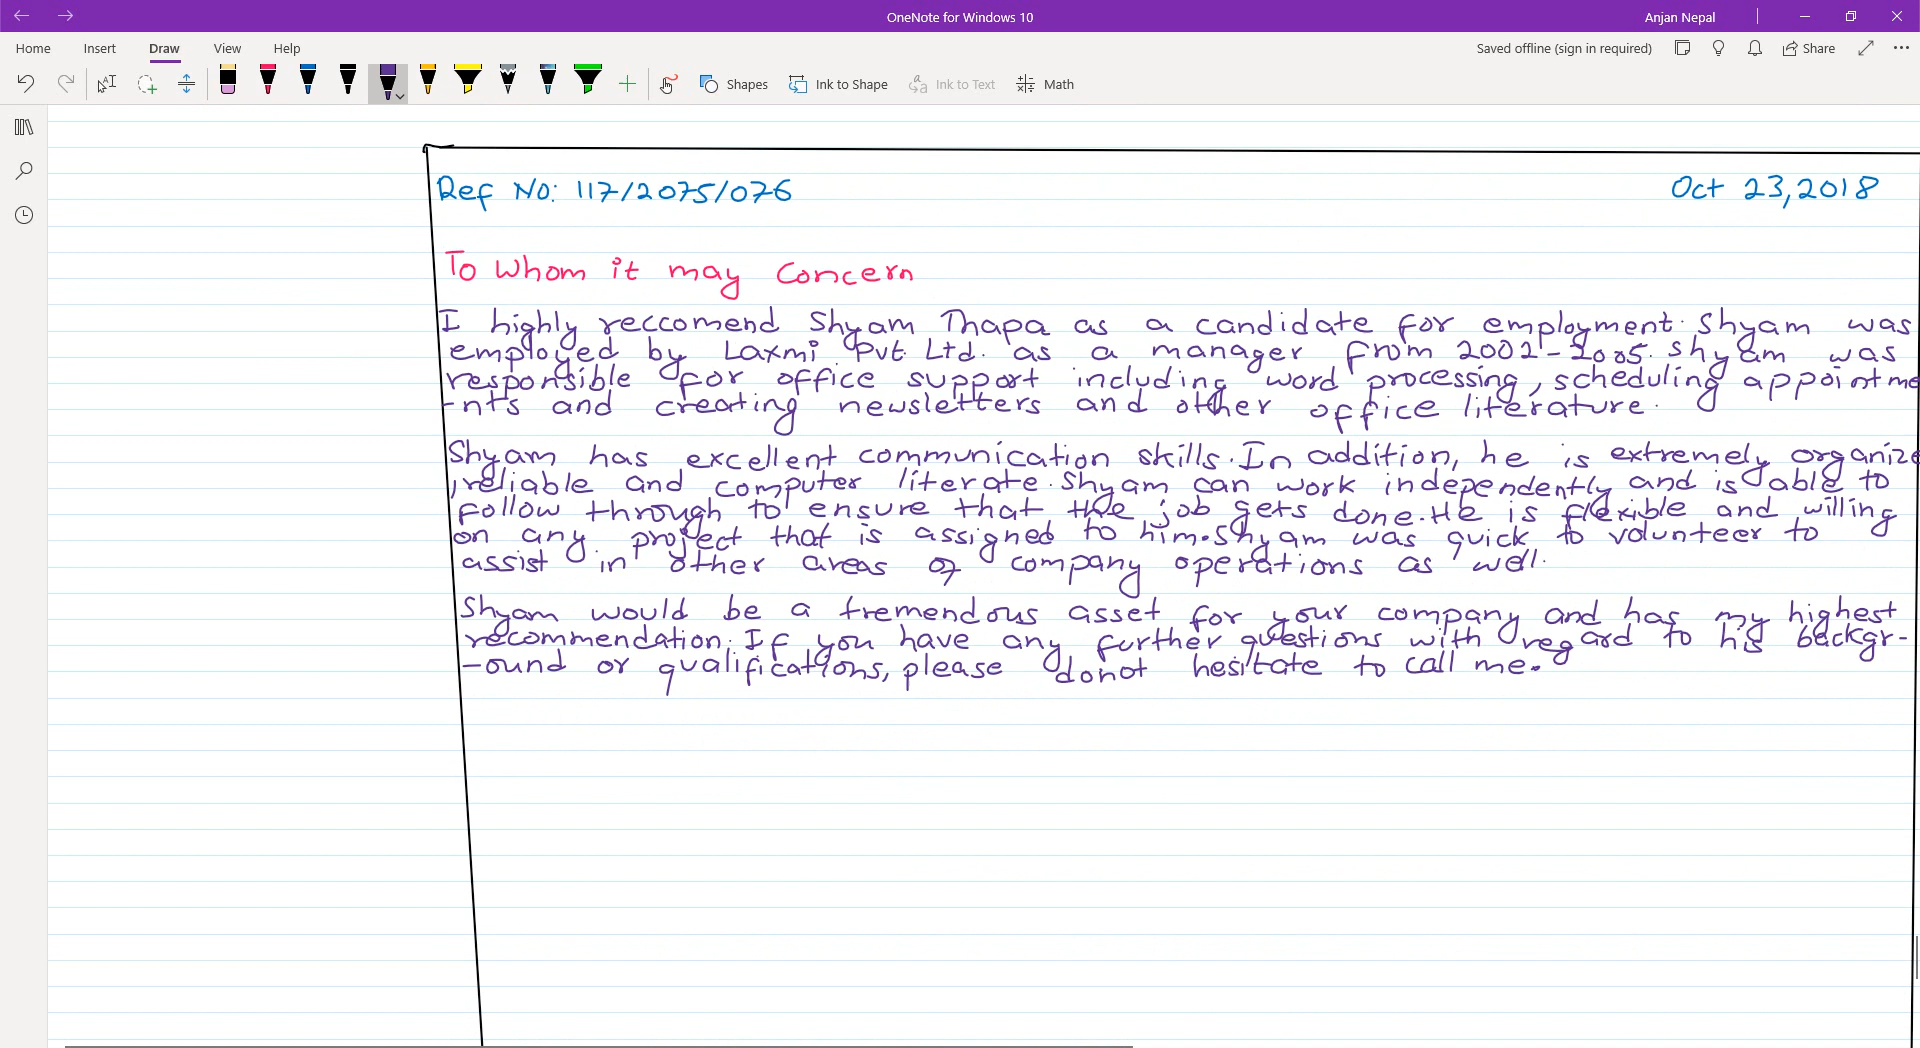 OneNote for Windows 10
Anjan Nepal
Home Insert Draw View Help
Saved offline (sign in required)
Share
Shapes
Ink to Shape
Ink to Text
Math
Ref No: 117/2075/076
Oct 23,2018
To Whom it may Concern
I highly reccomend Shyam Thapa as a candidate for employment. Shyam was
employed by Laxmi Pvt. Ltd. as a manager from 2002-2005. Shyam was
responsible for office support including word processing, scheduling appointme
-nts and creating newsletters and other office literature.
Shyam has excellent communication skills. In addition, he is extremely organize
,reliable and computer literate. Shyam can work independently and is able to
follow through to ensure that the job gets done. He is flexible and willing
on any project that is assigned to him. Shyam was quick to volunteer to
assist in other areas of company operations as well.
Shyam would be a tremendous asset for your company and has my highest
recommendation. If you have any further questions with regard to his backgr-
-ound or qualifications, please donot hesitate to call me.